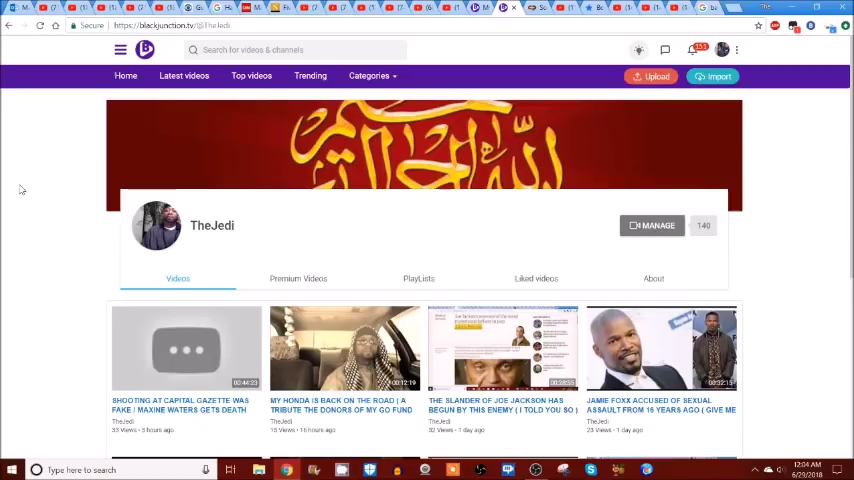 Secure
https://blackjunction.tv/@TheJedi
Search for videos & channels
151
Home
Latest videos
Top videos
Trending
Categories
Upload
Import
TheJedi
MANAGE
140
Videos
Premium Videos
PlayLists
Liked videos
About
00:44:23
00:12:19
00:28:55
00:32:15
SHOOTING AT CAPITAL GAZETTE WAS
FAKE / MAXINE WATERS GETS DEATH
TheJedi
33 Views • 5 hours ago
MY HONDA IS BACK ON THE ROAD ( A
TRIBUTE THE DONORS OF MY GO FUND
TheJedi
15 Views • 16 hours ago
THE SLANDER OF JOE JACKSON HAS
BEGUN BY THIS ENEMY ( I TOLD YOU SO )
TheJedi
32 Views • 1 day ago
JAMIE FOXX ACCUSED OF SEXUAL
ASSAULT FROM 16 YEARS AGO ( GIVE ME
TheJedi
23 Views • 1 day ago
Type here to search
12:04 AM
6/29/2018